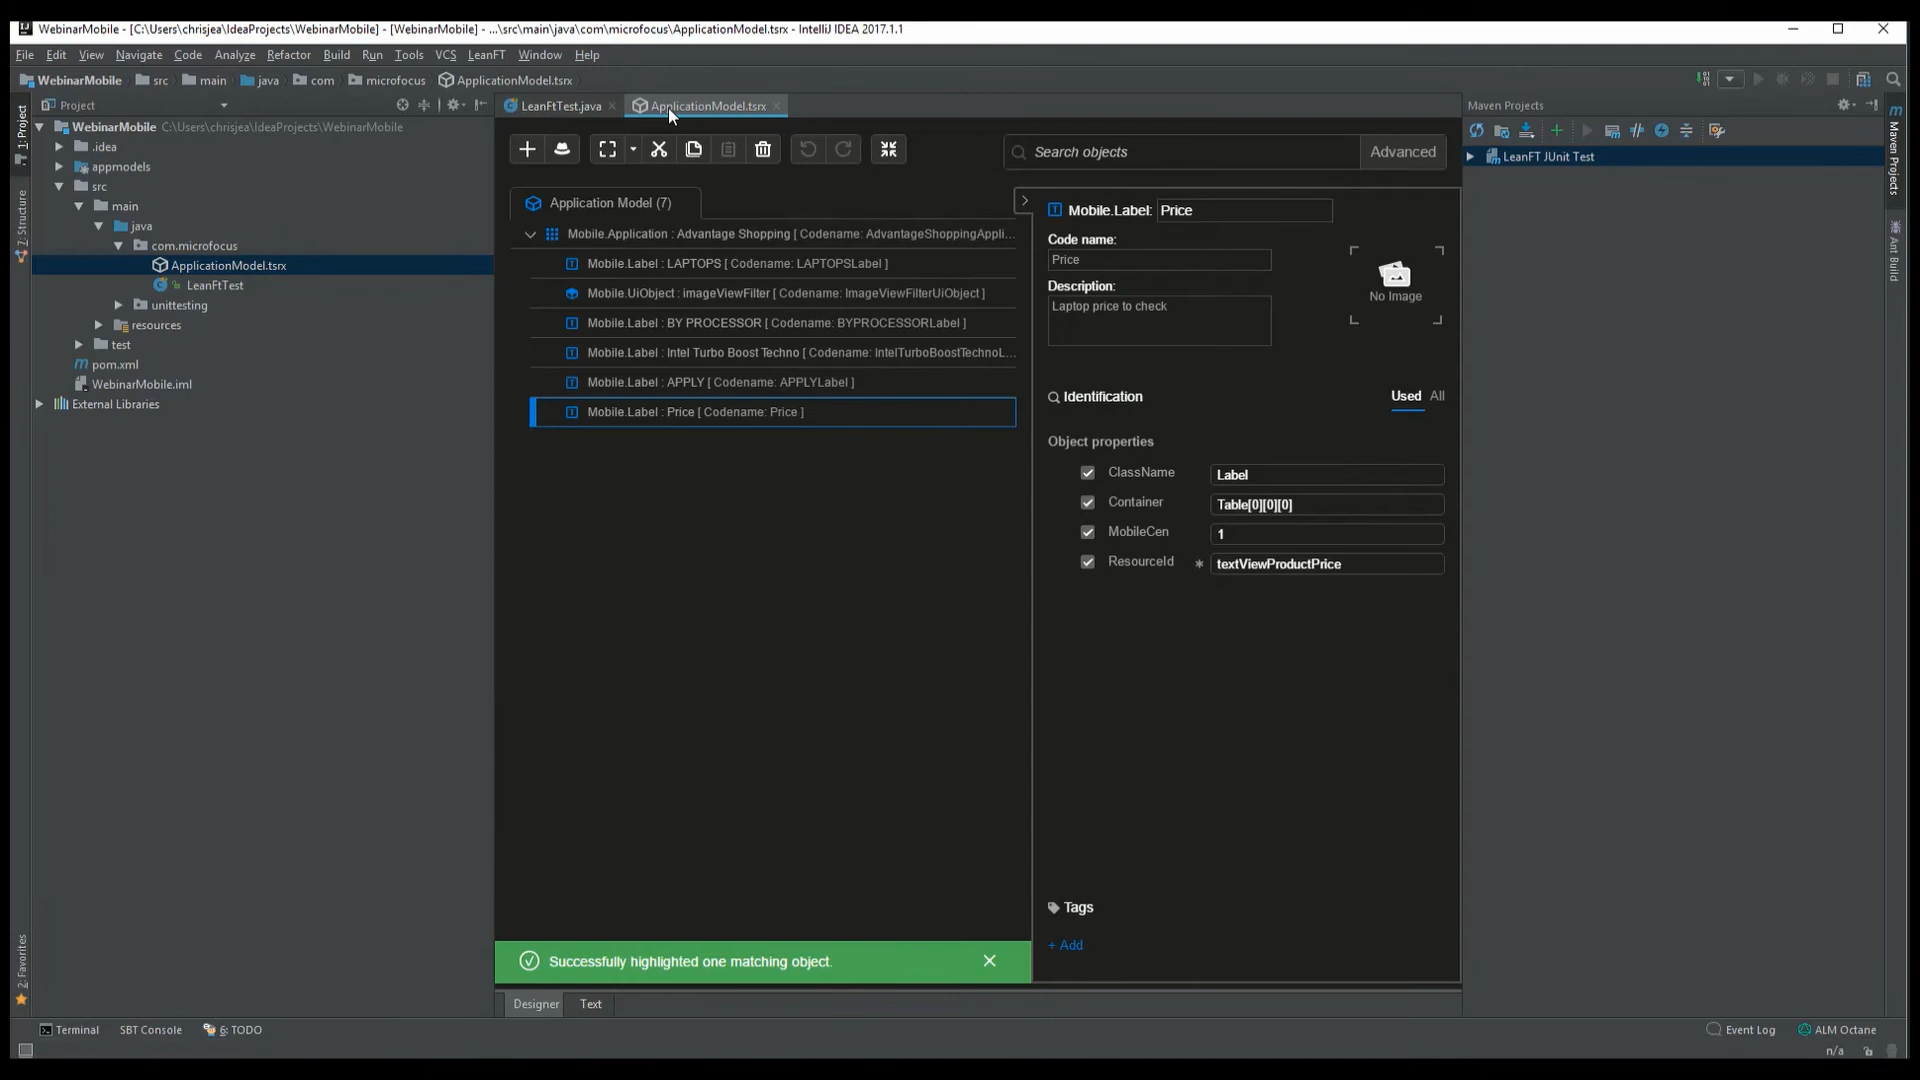 WebinarMobile - [C:\Users\chrisjea\IdeaProjects\WebinarMobile] - [WebinarMobile] - ...\src\main\java\com\microfocus\ApplicationModel.tsrx - IntelliJ IDEA 2017.1.1
File Edit View Navigate Code Analyze Refactor Build Run Tools VCS LeanFT Window Help
WebinarMobile src main java com microfocus ApplicationModel.tsrx
Project
LeanFtTest.java
ApplicationModel.tsrx
Maven Projects
1: Project
Z: Structure
2: Favorites
WebinarMobile C:\Users\chrisjea\IdeaProjects\WebinarMobile
.idea
appmodels
src
main
java
com.microfocus
ApplicationModel.tsrx
LeanFtTest
unittesting
resources
test
pom.xml
WebinarMobile.iml
External Libraries
Search objects
Advanced
Application Model (7)
Mobile.Application : Advantage Shopping [ Codename: AdvantageShoppingAppli...
Mobile.Label : LAPTOPS [ Codename: LAPTOPSLabel ]
Mobile.UiObject : imageViewFilter [ Codename: ImageViewFilterUiObject ]
Mobile.Label : BY PROCESSOR [ Codename: BYPROCESSORLabel ]
Mobile.Label : Intel Turbo Boost Techno [ Codename: IntelTurboBoostTechnoL...
Mobile.Label : APPLY [ Codename: APPLYLabel ]
Mobile.Label : Price [ Codename: Price ]
Mobile.Label: Price
Code name:
Price
Description:
Laptop price to check
No Image
Identification
Used All
Object properties
ClassName Label
Container Table[0][0][0]
MobileCen 1
ResourceId * textViewProductPrice
Tags
+ Add
Successfully highlighted one matching object.
Designer Text
LeanFT JUnit Test
Maven Projects
Ant Build
Terminal SBT Console 6: TODO
Event Log ALM Octane
n/a